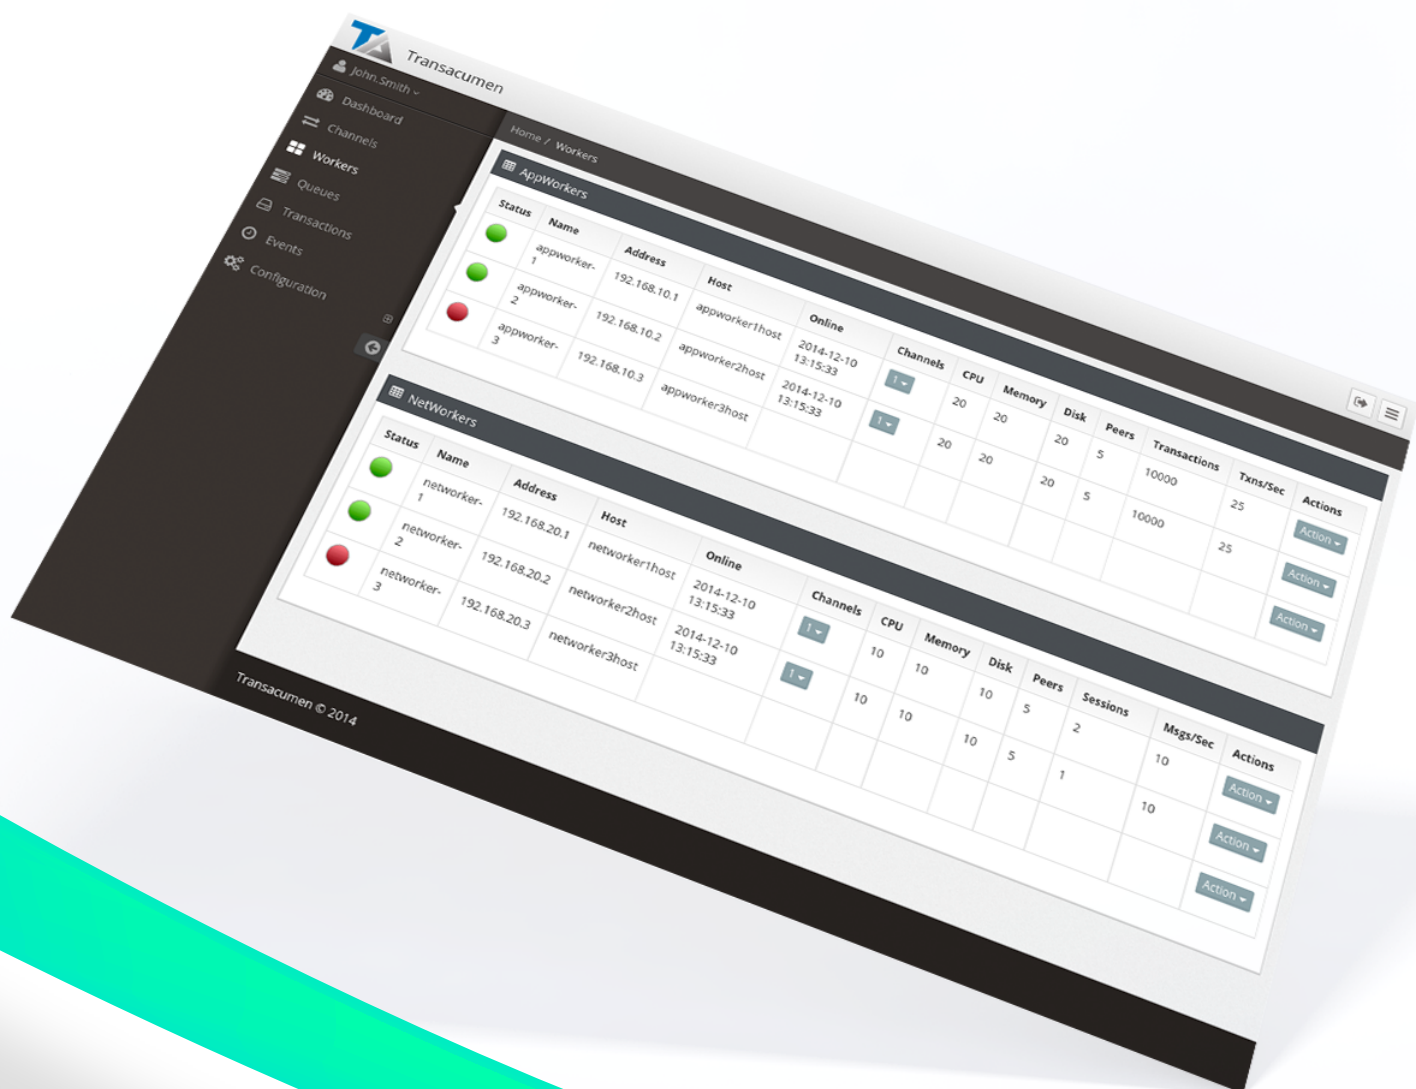 TA Transacumen
John.Smith
Dashboard
Channels
Workers
Queues
Transactions
Events
Configuration
Home / Workers
AppWorkers
Status Name Address Host Online Channels CPU Memory Disk Peers Transactions Txns/Sec Actions
appworker-1 192.168.10.1 appworker1host 2014-12-10 13:15:33 1 20 20 20 5 10000 25 Action
appworker-2 192.168.10.2 appworker2host 2014-12-10 13:15:33 1 20 20 20 5 10000 25 Action
appworker-3 192.168.10.3 appworker3host Action
NetWorkers
Status Name Address Host Online Channels CPU Memory Disk Peers Sessions Msgs/Sec Actions
networker-1 192.168.20.1 networker1host 2014-12-10 13:15:33 1 10 10 10 5 2 10 Action
networker-2 192.168.20.2 networker2host 2014-12-10 13:15:33 1 10 10 10 5 1 10 Action
networker-3 192.168.20.3 networker3host Action
Transacumen © 2014